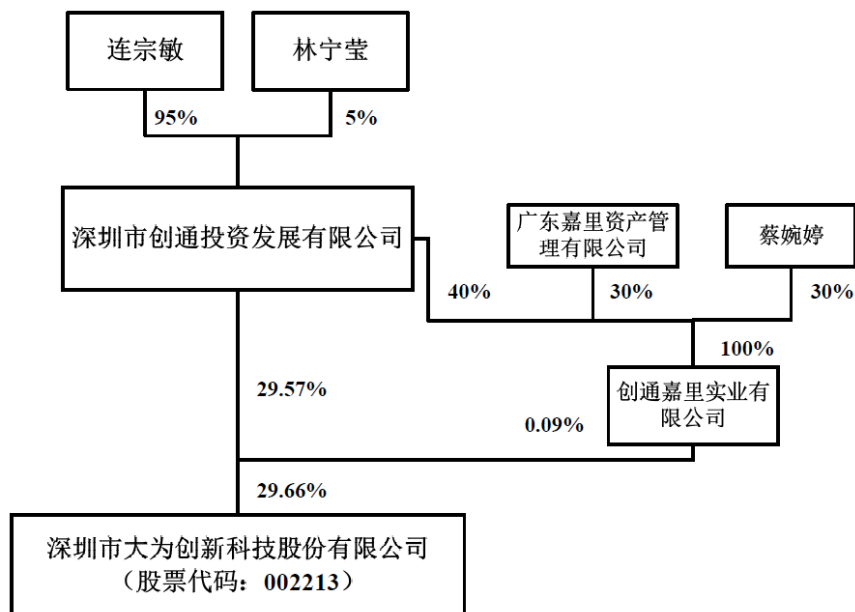 连宗敏
林宁莹
95%
5%
深圳市创通投资发展有限公司
广东嘉里资产管
理有限公司
蔡婉婷
40%
30%
30%
100%
29.57%
创通嘉里实业有
限公司
0.09%
29.66%
深圳市大为创新科技股份有限公司
（股票代码：002213）